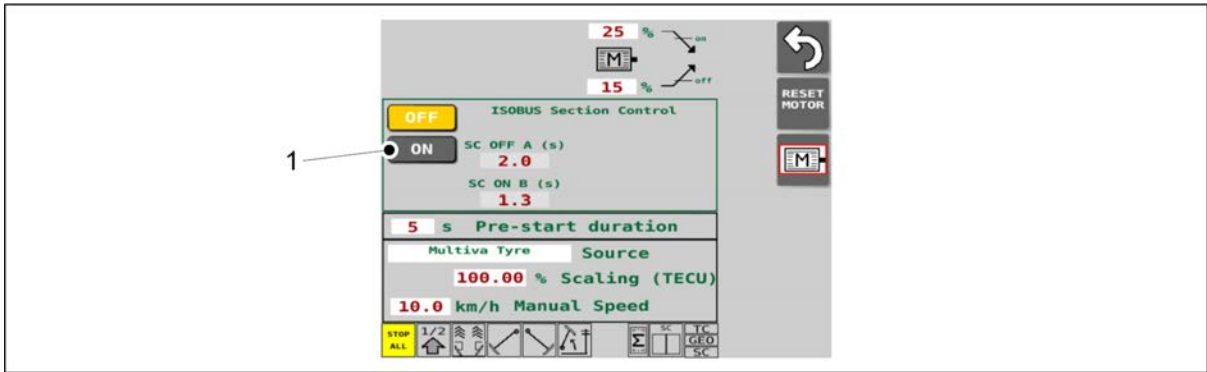 25 % on
M
15 % off
RESET
MOTOR
OFF
ISOBUS Section Control
1
ON
SC OFF A (s)
2.0
M
SC ON B (s)
1.3
5 s Pre-start duration
Multiva Tyre Source
100.00 % Scaling (TECU)
10.0 km/h Manual Speed
STOP
ALL
1/2
Σ
SC
TC
GEO
SC